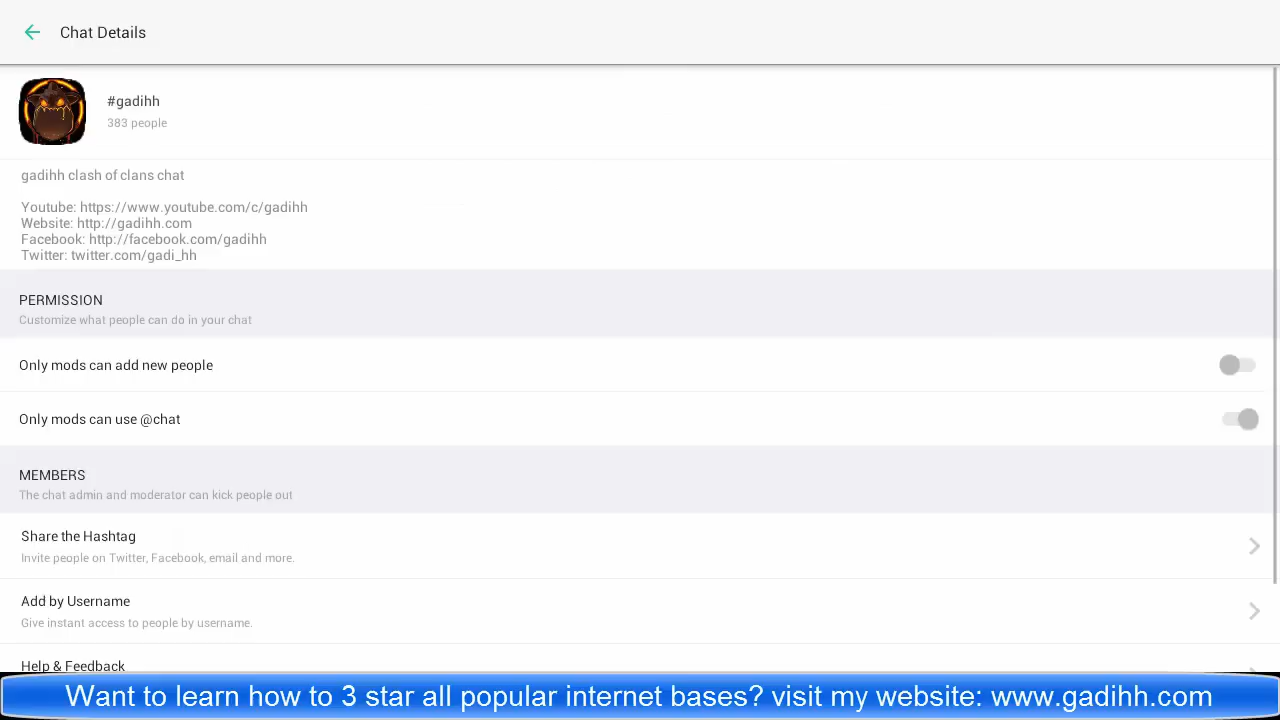 Chat Details
#gadihh
383 people
gadihh clash of clans chat
Youtube: https://www.youtube.com/c/gadihh
Website: http://gadihh.com
Facebook: http://facebook.com/gadihh
Twitter: twitter.com/gadi_hh
PERMISSION
Customize what people can do in your chat
Only mods can add new people
Only mods can use @chat
MEMBERS
The chat admin and moderator can kick people out
Share the Hashtag
Invite people on Twitter, Facebook, email and more.
Add by Username
Give instant access to people by username.
Help & Feedback
Want to learn how to 3 star all popular internet bases? visit my website: www.gadihh.com